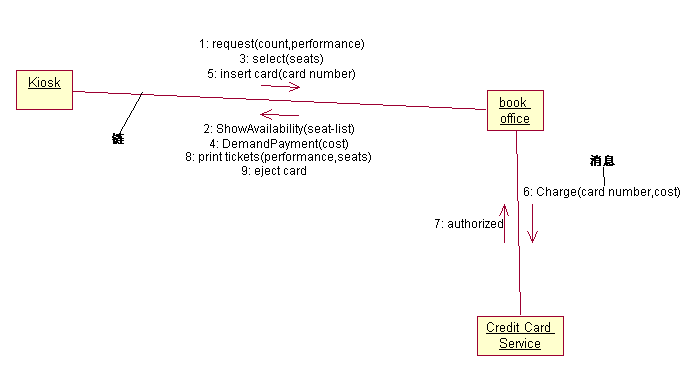 1: request(count,performance)
3: select(seats)
5: insert card(card number)
Kiosk
book
office
链
2: ShowAvailability(seat-list)
4: DemandPayment(cost)
8: print tickets(performance,seats)
9: eject card
消息
6: Charge(card number,cost)
7: authorized
Credit Card
Service